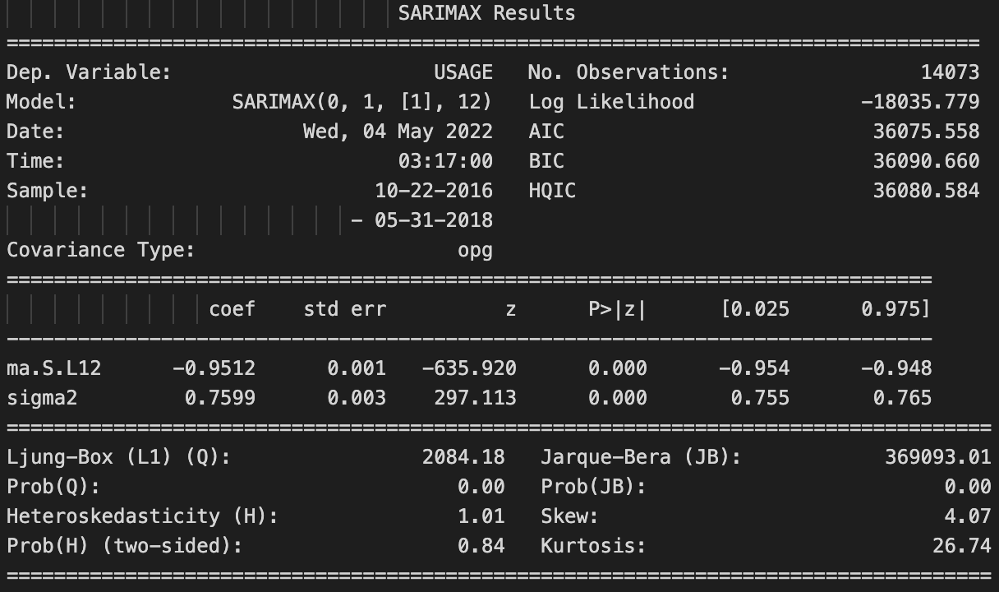 SARIMAX Results
==================================================================================
Dep. Variable: USAGE No. Observations: 14073
Model: SARIMAX(0, 1, [1], 12) Log Likelihood -18035.779
Date: Wed, 04 May 2022 AIC 36075.558
Time: 03:17:00 BIC 36090.660
Sample: 10-22-2016 HQIC 36080.584
- 05-31-2018
Covariance Type: opg
==============================================================================
coef std err z P>|z| [0.025 0.975]
------------------------------------------------------------------------------
ma.S.L12 -0.9512 0.001 -635.920 0.000 -0.954 -0.948
sigma2 0.7599 0.003 297.113 0.000 0.755 0.765
===================================================================================
Ljung-Box (L1) (Q): 2084.18 Jarque-Bera (JB): 369093.01
Prob(Q): 0.00 Prob(JB): 0.00
Heteroskedasticity (H): 1.01 Skew: 4.07
Prob(H) (two-sided): 0.84 Kurtosis: 26.74
===================================================================================